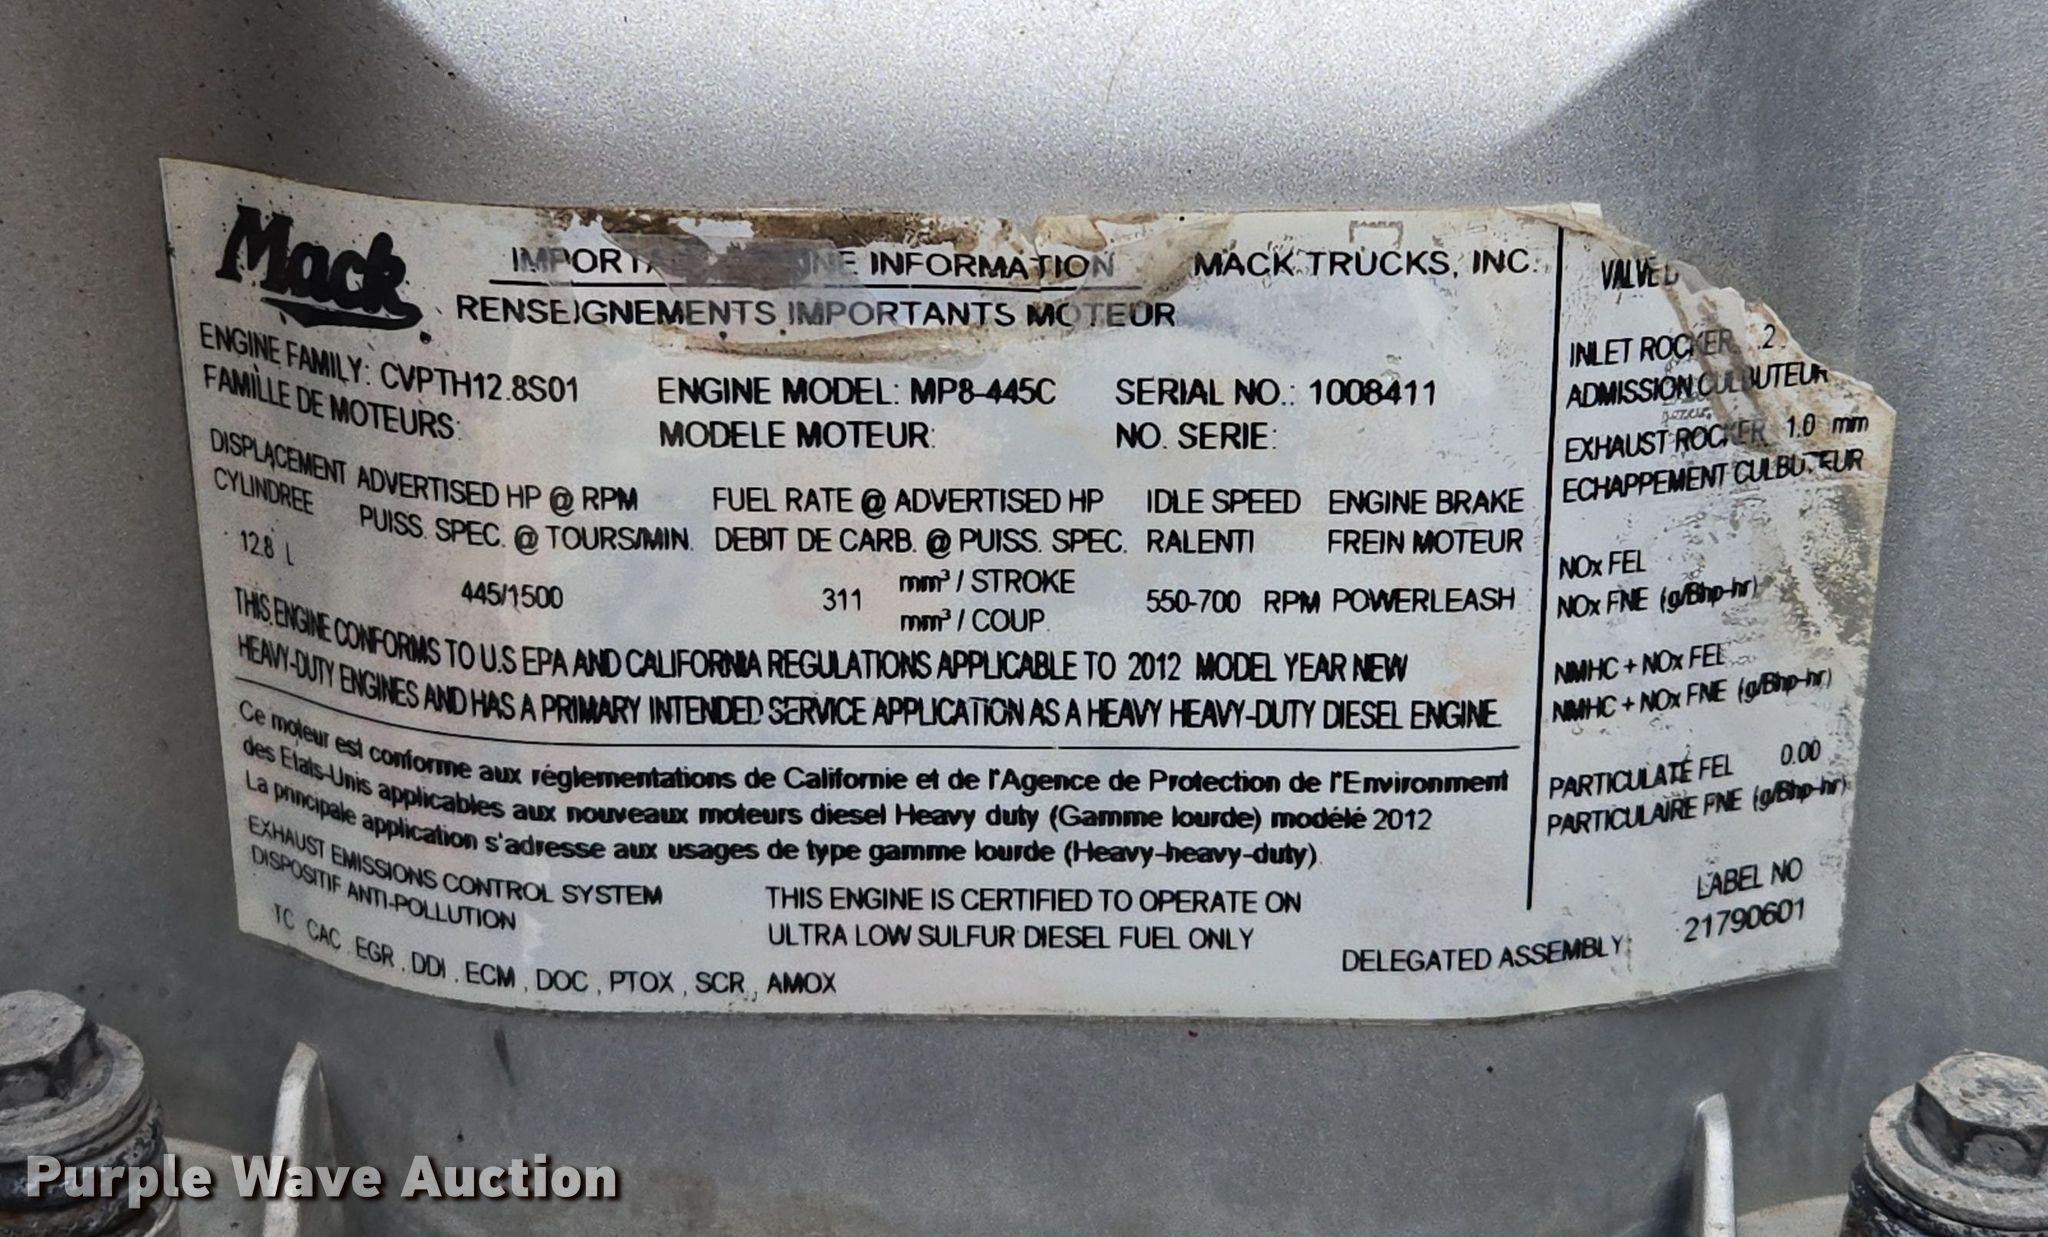 Mack
IMPORTA INE INFORMATION MACK TRUCKS, INC.
RENSEIGNEMENTS IMPORTANTS MOTEUR
ENGINE FAMILY: CVPTH12.8S01 ENGINE MODEL: MP8-445C SERIAL NO.: 1008411
FAMILLE DE MOTEURS: MODELE MOTEUR: NO. SERIE:
DISPLACEMENT ADVERTISED HP @ RPM FUEL RATE @ ADVERTISED HP IDLE SPEED ENGINE BRAKE
CYLINDREE PUISS. SPEC. @ TOURS/MIN. DEBIT DE CARB. @ PUISS. SPEC. RALENTI FREIN MOTEUR
12.8 L 445/1500 311 mm³ / STROKE 550-700 RPM POWERLEASH
mm³ / COUP.
THIS ENGINE CONFORMS TO U.S EPA AND CALIFORNIA REGULATIONS APPLICABLE TO 2012 MODEL YEAR NEW
HEAVY-DUTY ENGINES AND HAS A PRIMARY INTENDED SERVICE APPLICATION AS A HEAVY HEAVY-DUTY DIESEL ENGINE.
Ce moteur est conforme aux réglementations de Californie et de l'Agence de Protection de l'Environment
des Etats-Unis applicables aux nouveaux moteurs diesel Heavy duty (Gamme lourde) modélé 2012
La principale application s'adresse aux usages de type gamme lourde (Heavy-heavy-duty).
EXHAUST EMISSIONS CONTROL SYSTEM
DISPOSITIF ANTI-POLLUTION
TC CAC , EGR , DDI , ECM , DOC , PTOX , SCR , AMOX
THIS ENGINE IS CERTIFIED TO OPERATE ON
ULTRA LOW SULFUR DIESEL FUEL ONLY
DELEGATED ASSEMBLY
VALVE
INLET ROCKER .2
ADMISSION CULBUTEUR
EXHAUST ROCKER 1.0 mm
ECHAPPEMENT CULBUTEUR
NOx FEL
NOx FNE (g/Bhp-hr)
NMHC + NOx FEL
NMHC + NOx FNE (g/Bhp-hr)
PARTICULATE FEL 0.00
PARTICULAIRE FNE (g/Bhp-hr)
LABEL NO
21790601
Purple Wave Auction